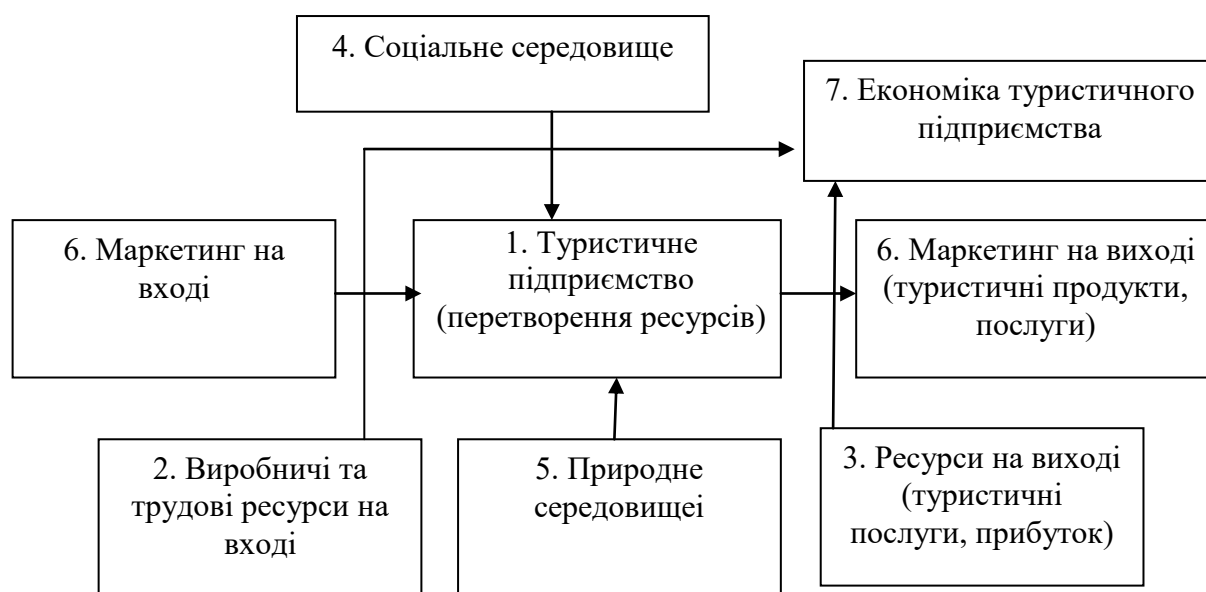 4. Соціальне середовище
7. Економіка туристичного
підприємства
6. Маркетинг на
вході
1. Туристичне
підприємство
(перетворення ресурсів)
6. Маркетинг на виході
(туристичні продукти,
послуги)
2. Виробничі та
трудові ресурси на
вході
5. Природне
середовищеі
3. Ресурси на виході
(туристичні
послуги, прибуток)